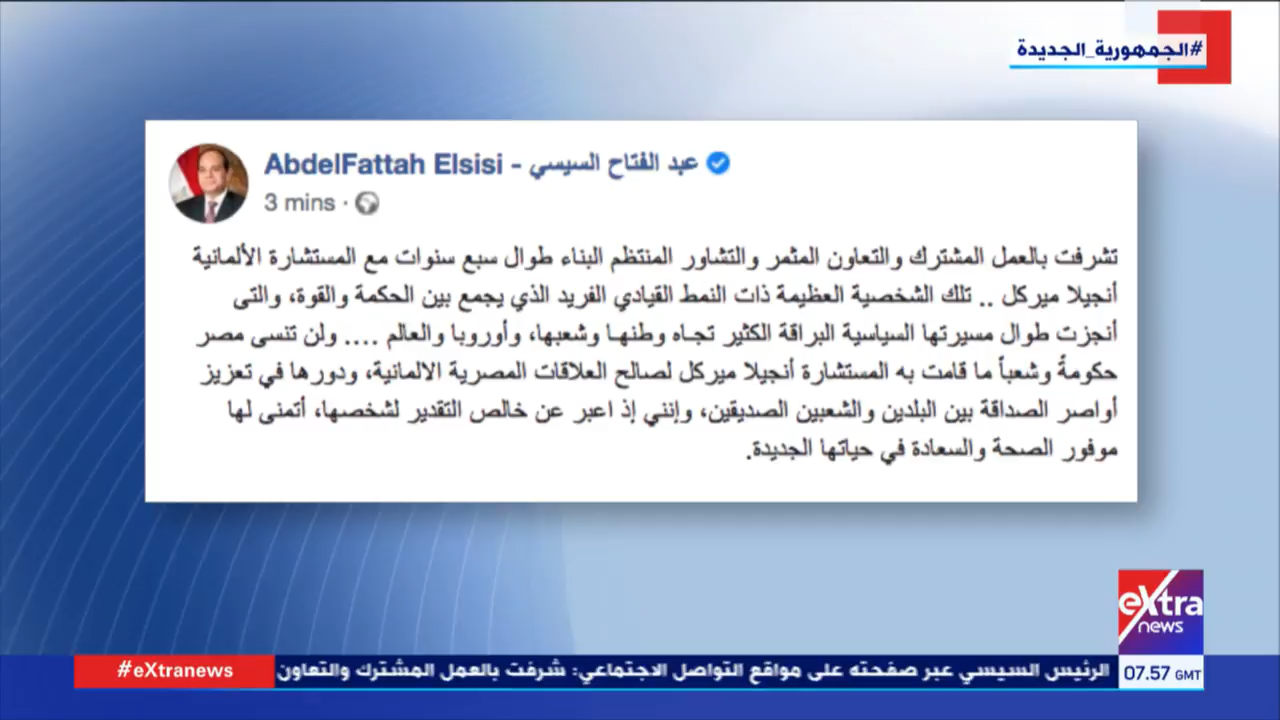 #الجمهورية_الجديدة
AbdelFattah Elsisi - عبد الفتاح السيسي
3 mins ·
تشرفت بالعمل المشترك والتعاون المثمر والتشاور المنتظم البناء طوال سبع سنوات مع المستشارة الألمانية
أنجيلا ميركل .. تلك الشخصية العظيمة ذات النمط القيادي الفريد الذي يجمع بين الحكمة والقوة، والتى
أنجزت طوال مسيرتها السياسية البراقة الكثير تجاه وطنها وشعبها، وأوروبا والعالم .... ولن تنسى مصر
حكومةً وشعباً ما قامت به المستشارة أنجيلا ميركل لصالح العلاقات المصرية الالمانية، ودورها في تعزيز
أواصر الصداقة بين البلدين والشعبين الصديقين، وإنني إذ اعبر عن خالص التقدير لشخصها، أتمنى لها
موفور الصحة والسعادة في حياتها الجديدة.
eXtra
news
#eXtranews
الرئيس السيسي عبر صفحته على مواقع التواصل الاجتماعي: شرفت بالعمل المشترك والتعاون
07.57 GMT